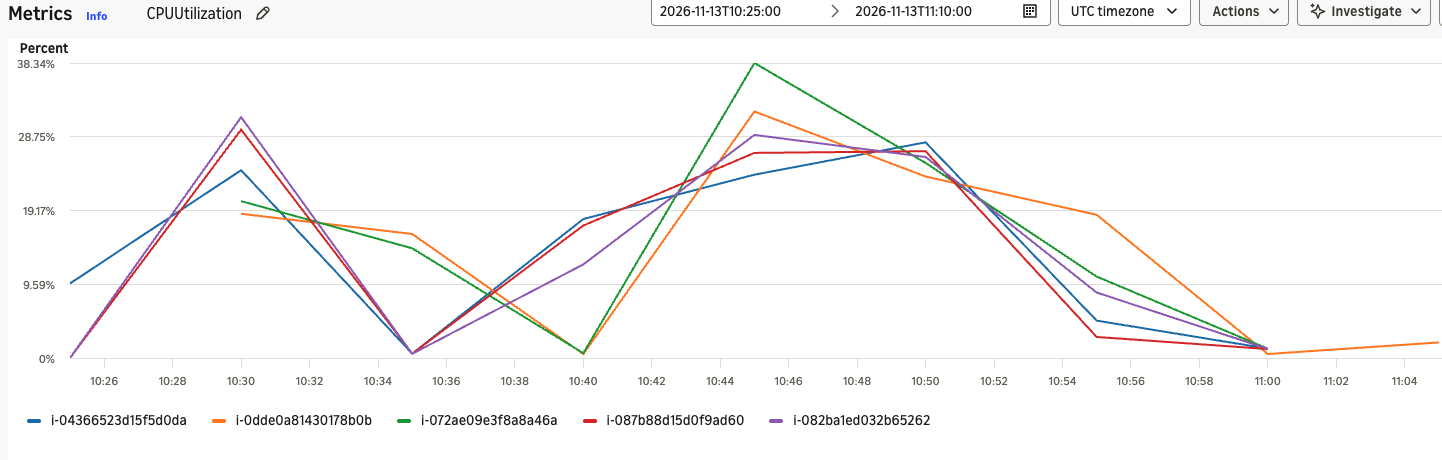 Metrics Info CPUUtilization 2026-11-13T10:25:00 2026-11-13T11:10:00 UTC timezone Actions Investigate
Percent
38.34%
28.75%
19.17%
9.59%
0%
10:26 10:28 10:30 10:32 10:34 10:36 10:38 10:40 10:42 10:44 10:46 10:48 10:50 10:52 10:54 10:56 10:58 11:00 11:02 11:04
i-04366523d15f5d0da i-0dde0a81430178b0b i-072ae09e3f8a8a46a i-087b88d15d0f9ad60 i-082ba1ed032b65262